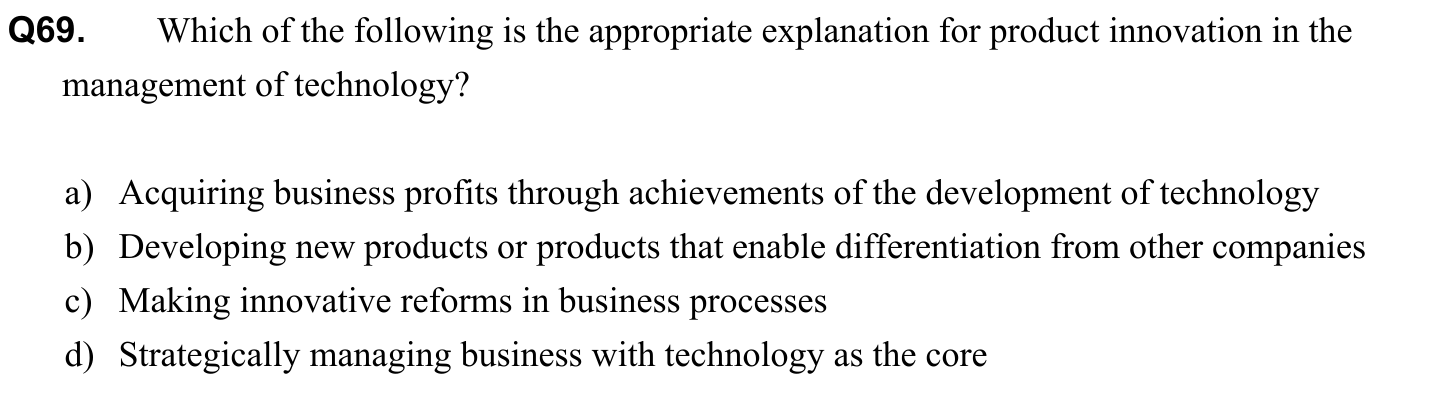 Q69. Which of the following is the appropriate explanation for product innovation in the
management of technology?
a) Acquiring business profits through achievements of the development of technology
b) Developing new products or products that enable differentiation from other companies
c) Making innovative reforms in business processes
d) Strategically managing business with technology as the core